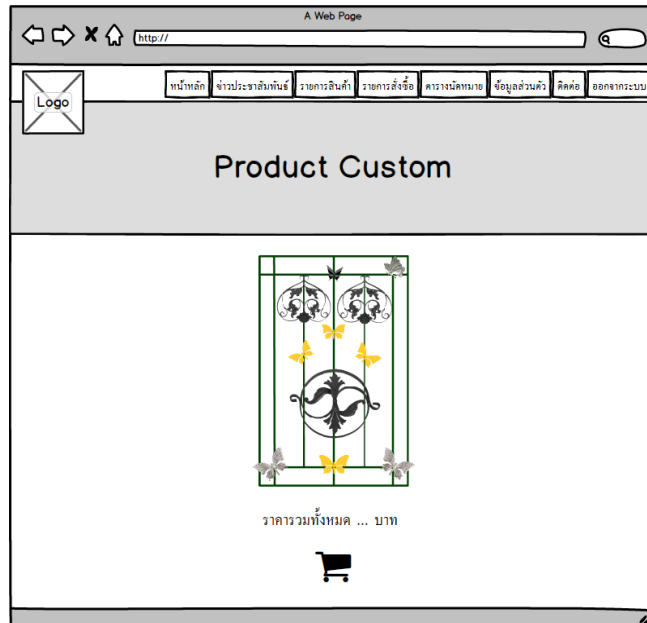 A Web Page
http://
Logo
หน้าหลัก ข่าวประชาสัมพันธ์ รายการสินค้า รายการสั่งซื้อ ตารางนัดหมาย ข้อมูลส่วนตัว ติดต่อ ออกจากระบบ
Product Custom
ราคารวมทั้งหมด ... บาท